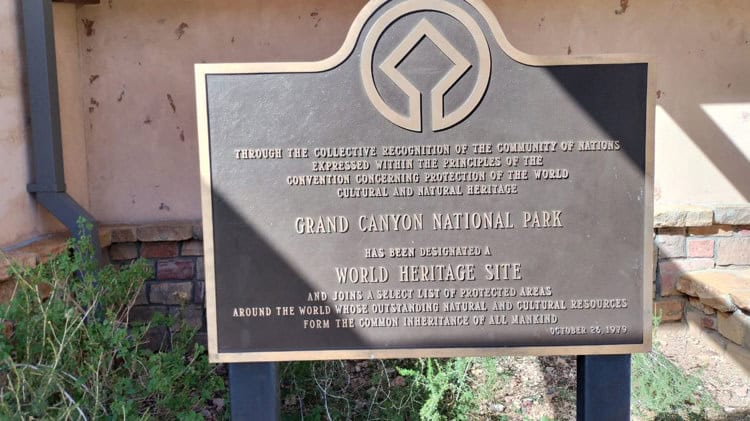 THROUGH THE COLLECTIVE RECOGNITION OF THE COMMUNITY OF NATIONS
EXPRESSED WITHIN THE PRINCIPLES OF THE
CONVENTION CONCERNING PROTECTION OF THE WORLD
CULTURAL AND NATURAL HERITAGE
GRAND CANYON NATIONAL PARK
HAS BEEN DESIGNATED A
WORLD HERITAGE SITE
AND JOINS A SELECT LIST OF PROTECTED AREAS
AROUND THE WORLD WHOSE OUTSTANDING NATURAL AND CULTURAL RESOURCES
FORM THE COMMON INHERITANCE OF ALL MANKIND
OCTOBER 26, 1979